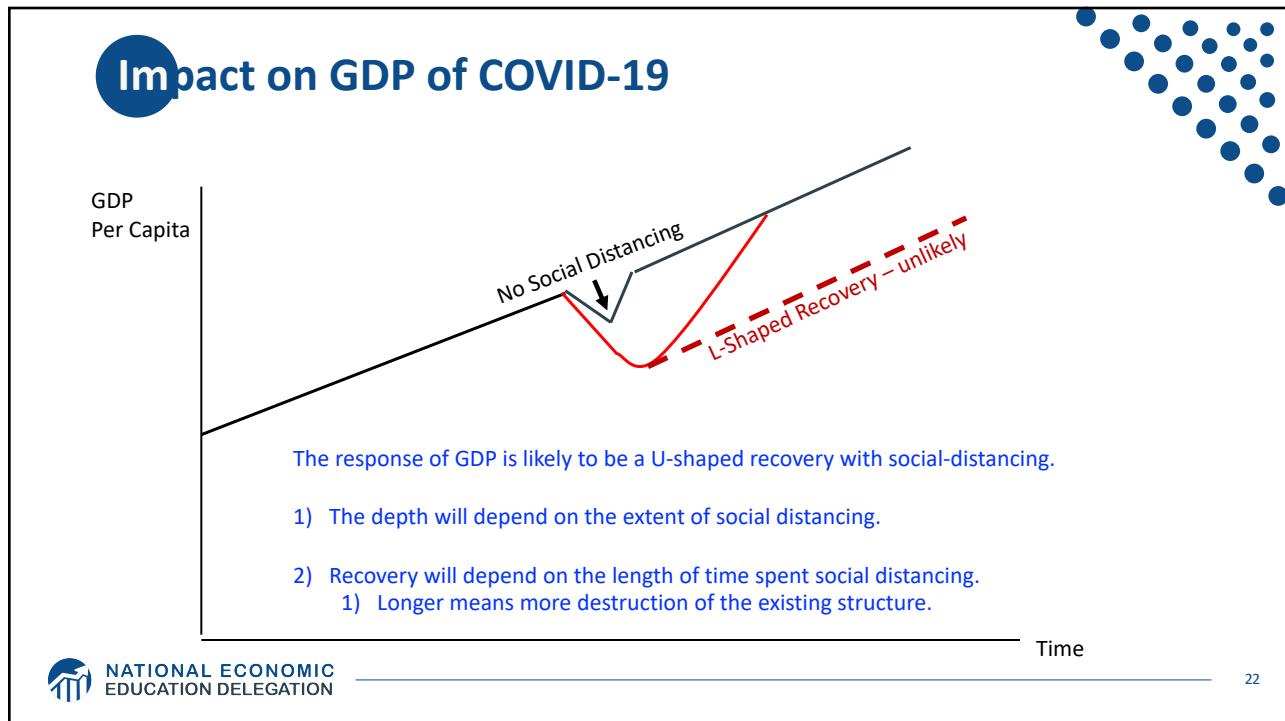 Impact on GDP of COVID-19
GDP
Per Capita
No Social Distancing
L-Shaped Recovery – unlikely
The response of GDP is likely to be a U-shaped recovery with social-distancing.
1) The depth will depend on the extent of social distancing.
2) Recovery will depend on the length of time spent social distancing.
1) Longer means more destruction of the existing structure.
Time
NATIONAL ECONOMIC
EDUCATION DELEGATION
22